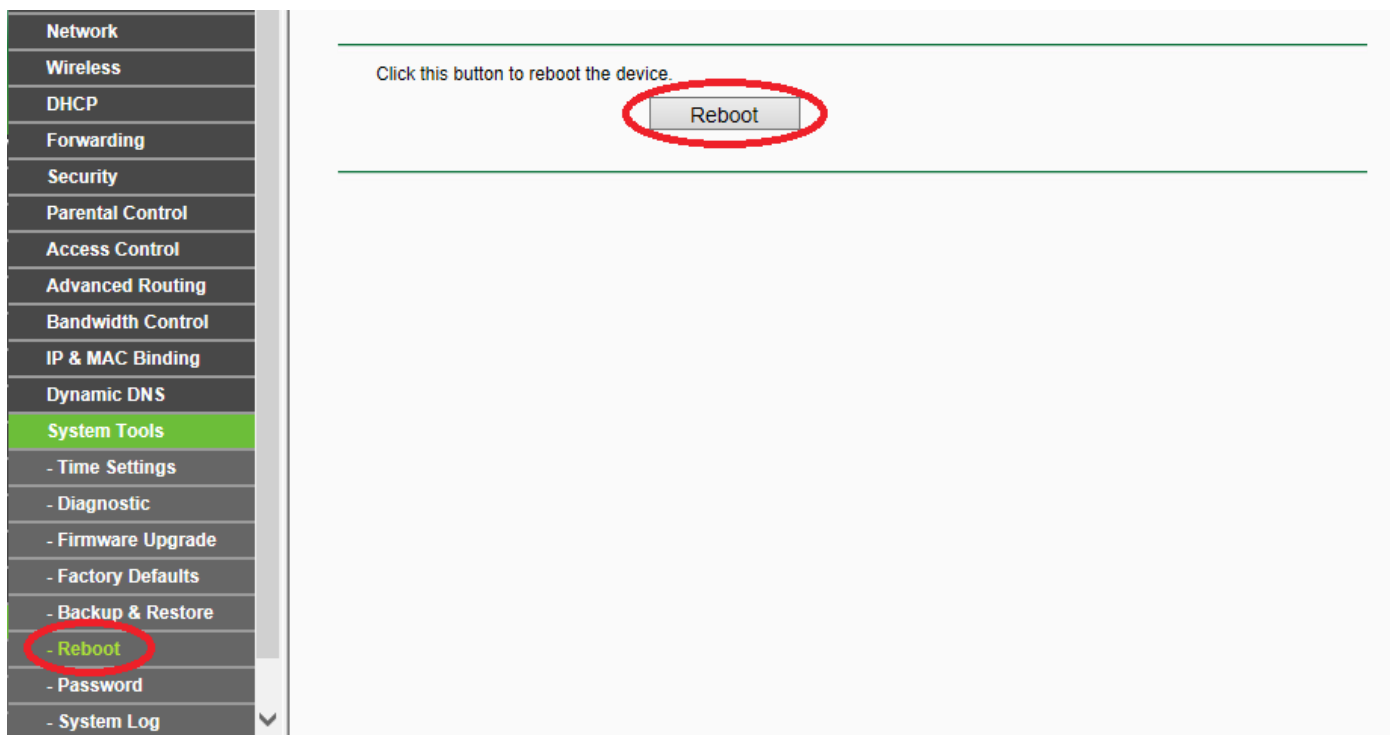 Network
Wireless
DHCP
Forwarding
Security
Parental Control
Access Control
Advanced Routing
Bandwidth Control
IP & MAC Binding
Dynamic DNS
System Tools
- Time Settings
- Diagnostic
- Firmware Upgrade
- Factory Defaults
- Backup & Restore
- Reboot
- Password
- System Log
Click this button to reboot the device.
Reboot